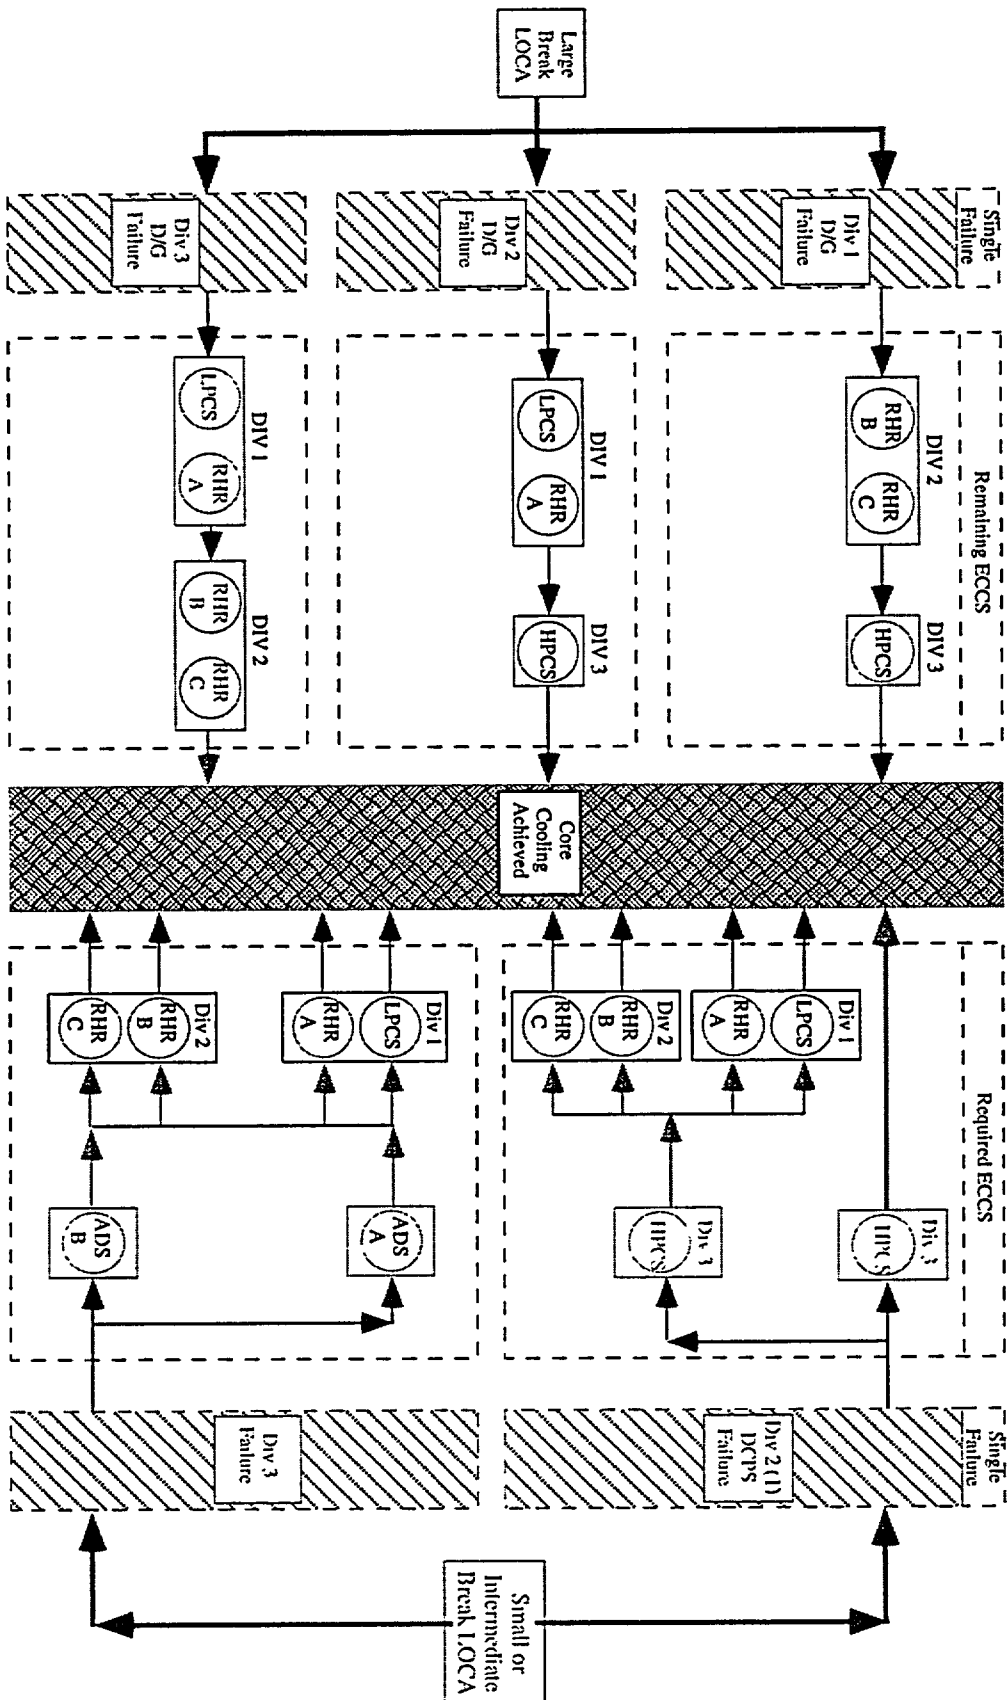 Large
Break
LOCA
Single
Failure
Div 1
D/G
Failure
Div 2
D/G
Failure
Div 3
D/G
Failure
Remaining ECCS
DIV 2
RHR
B
RHR
C
DIV 3
HPCS
DIV 1
LPCS
RHR
A
DIV 3
HPCS
DIV 1
LPCS
RHR
A
DIV 2
RHR
B
RHR
C
Core
Cooling
Achieved
Required ECCS
Div 3
HPCS
Div 1
LPCS
RHR
A
Div 2
RHR
B
RHR
C
Div 3
HPCS
Div 1
LPCS
RHR
A
Div 2
RHR
B
RHR
C
ADS
A
ADS
B
Single
Failure
Div 2 (1)
DCPS
Failure
Div 3
Failure
Small or
Intermediate
Break LOCA